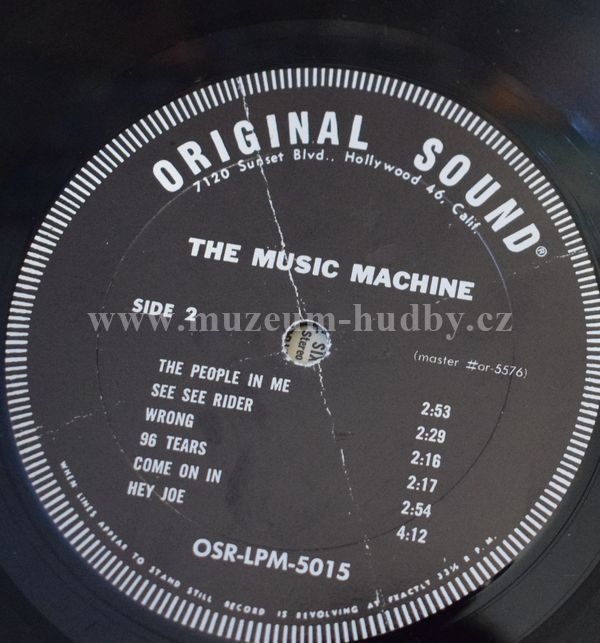 ORIGINAL SOUND®
7120 Sunset Blvd., Hollywood 46, Calif.
THE MUSIC MACHINE
SIDE 2
www.muzeum-hudby.cz
SIX
Stereo
(master #or-5576)
THE PEOPLE IN ME 2:53
SEE SEE RIDER 2:29
WRONG 2:16
96 TEARS 2:17
COME ON IN 2:54
HEY JOE 4:12
OSR-LPM-5015
WHEN LINES APPEAR TO STAND STILL RECORD IS REVOLVING AT EXACTLY 33⅓ R.P.M.